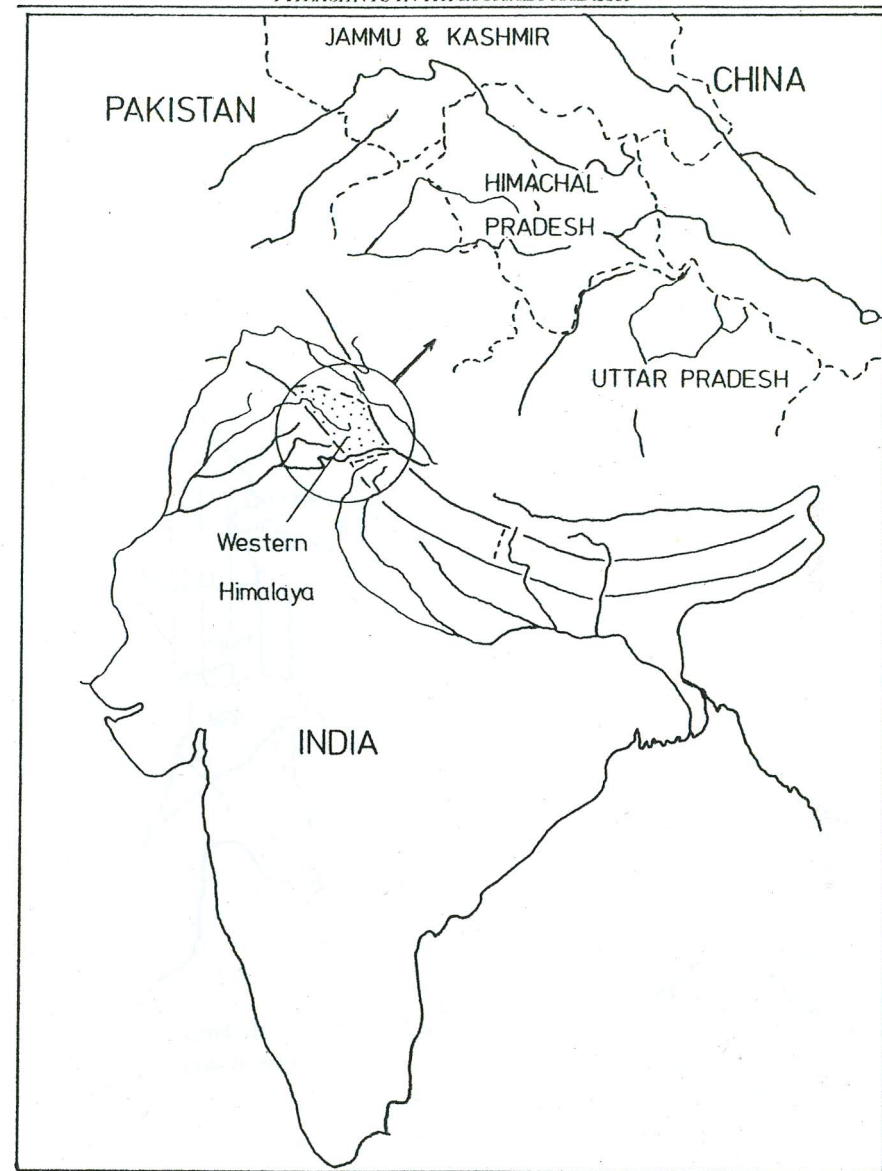 JAMMU & KASHMIR
CHINA
PAKISTAN
HIMACHAL
PRADESH
UTTAR PRADESH
Western
Himalaya
INDIA